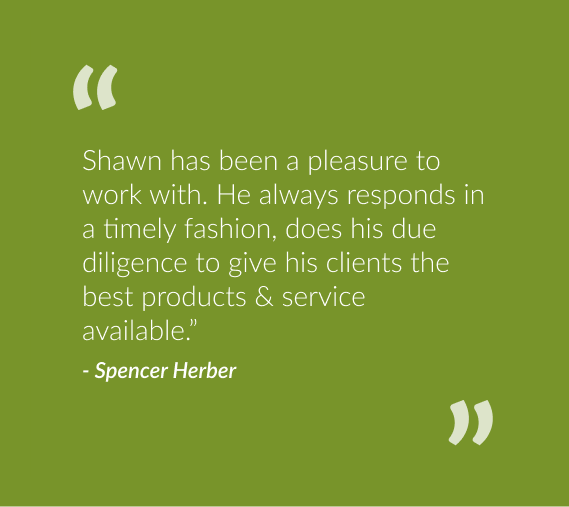 “
Shawn has been a pleasure to
work with. He always responds in
a timely fashion, does his due
diligence to give his clients the
best products & service
available.”
- Spencer Herber
”